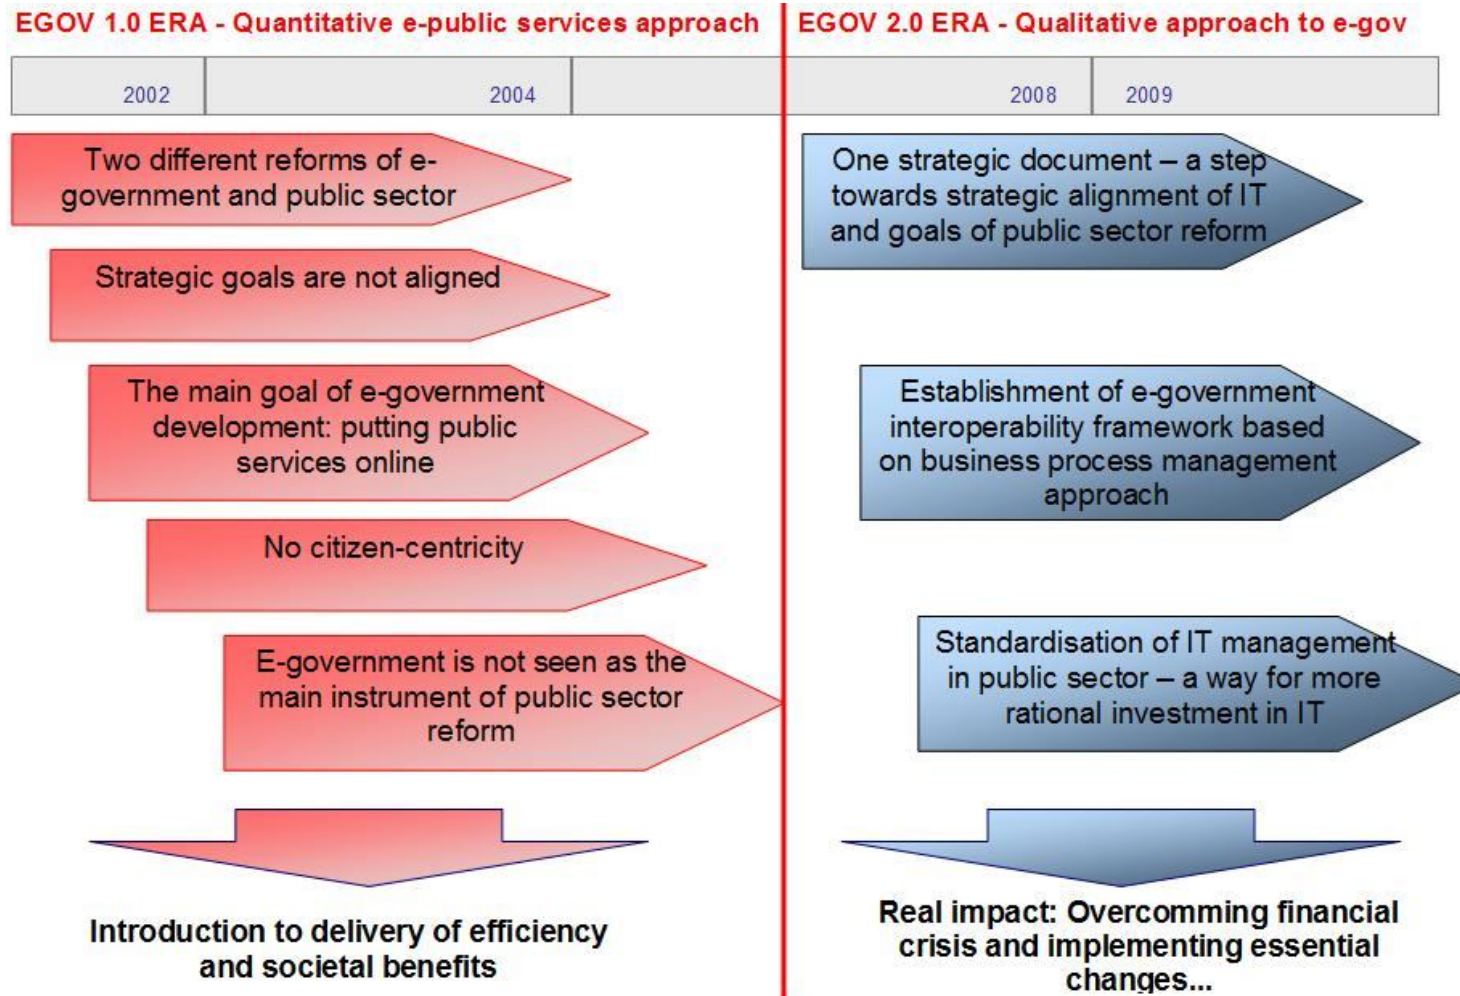 EGOV 1.0 ERA - Quantitative e-public services approach
EGOV 2.0 ERA - Qualitative approach to e-gov
2002
2004
2008
2009
Two different reforms of e-
government and public sector
Strategic goals are not aligned
The main goal of e-government
development: putting public
services online
No citizen-centricity
E-government is not seen as the
main instrument of public sector
reform
Introduction to delivery of efficiency
and societal benefits
One strategic document – a step
towards strategic alignment of IT
and goals of public sector reform
Establishment of e-government
interoperability framework based
on business process management
approach
Standardisation of IT management
in public sector – a way for more
rational investment in IT
Real impact: Overcomming financial
crisis and implementing essential
changes...